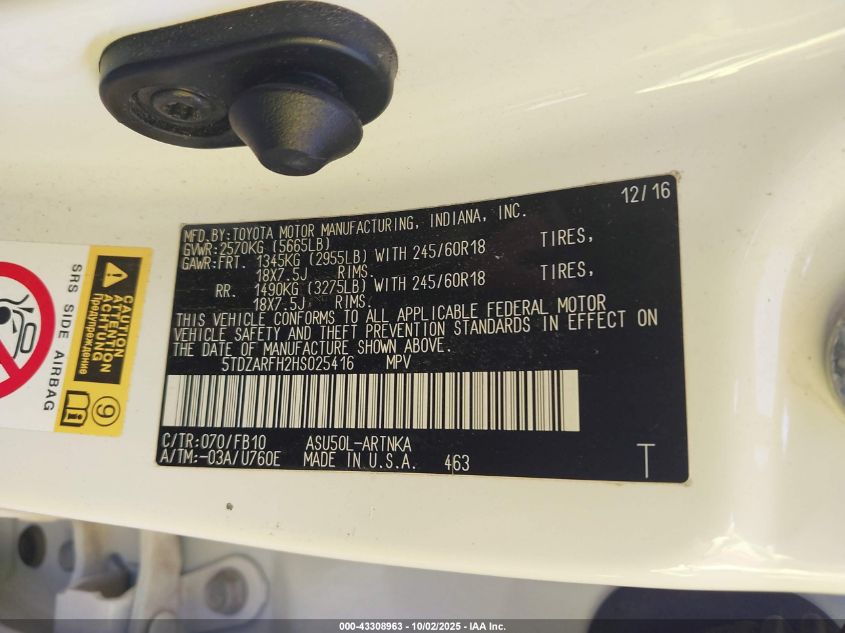 12/16
MFD.BY:TOYOTA MOTOR MANUFACTURING, INDIANA, INC.
GVWR:2570KG (5665LB)
GAWR:FRT. 1345KG (2955LB) WITH 245/60R18 TIRES,
18X7.5J RIMS.
RR. 1490KG (3275LB) WITH 245/60R18 TIRES,
18X7.5J RIMS.
THIS VEHICLE CONFORMS TO ALL APPLICABLE FEDERAL MOTOR
VEHICLE SAFETY AND THEFT PREVENTION STANDARDS IN EFFECT ON
THE DATE OF MANUFACTURE SHOWN ABOVE.
5TDZARFH2HS025416 MPV
C/TR:070/FB10 ASU50L-ARTNKA
A/TM:-03A/U760E MADE IN U.S.A. 463
T
SRS SIDE AIRBAG
CAUTION
ATTENTION
Предупреждение
9
000-43308963 - 10/02/2025 - IAA Inc.